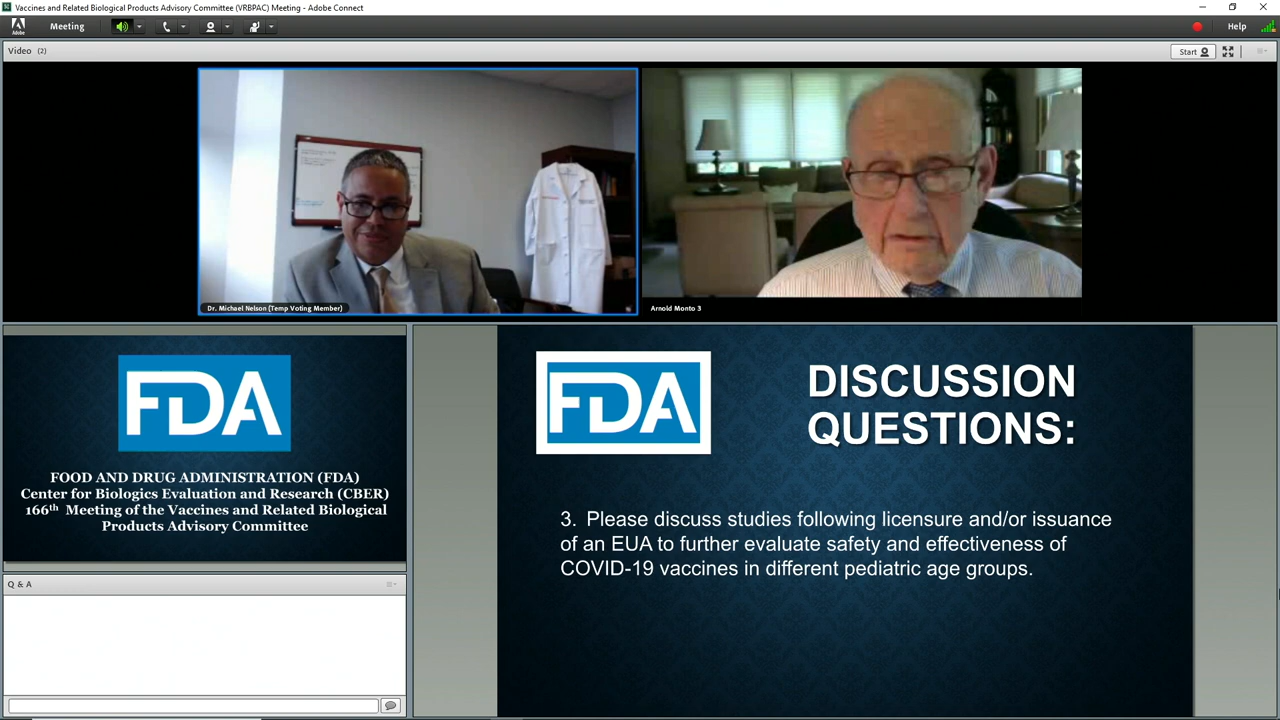 Vaccines and Related Biological Products Advisory Committee (VRBPAC) Meeting - Adobe Connect
Adobe
Meeting
Help
Video (2)
Start
Dr. Michael Nelson (Temp Voting Member)
Arnold Monto 3
FDA
FOOD AND DRUG ADMINISTRATION (FDA)
Center for Biologics Evaluation and Research (CBER)
166th Meeting of the Vaccines and Related Biological
Products Advisory Committee
Q & A
FDA
DISCUSSION
QUESTIONS:
3. Please discuss studies following licensure and/or issuance
of an EUA to further evaluate safety and effectiveness of
COVID-19 vaccines in different pediatric age groups.